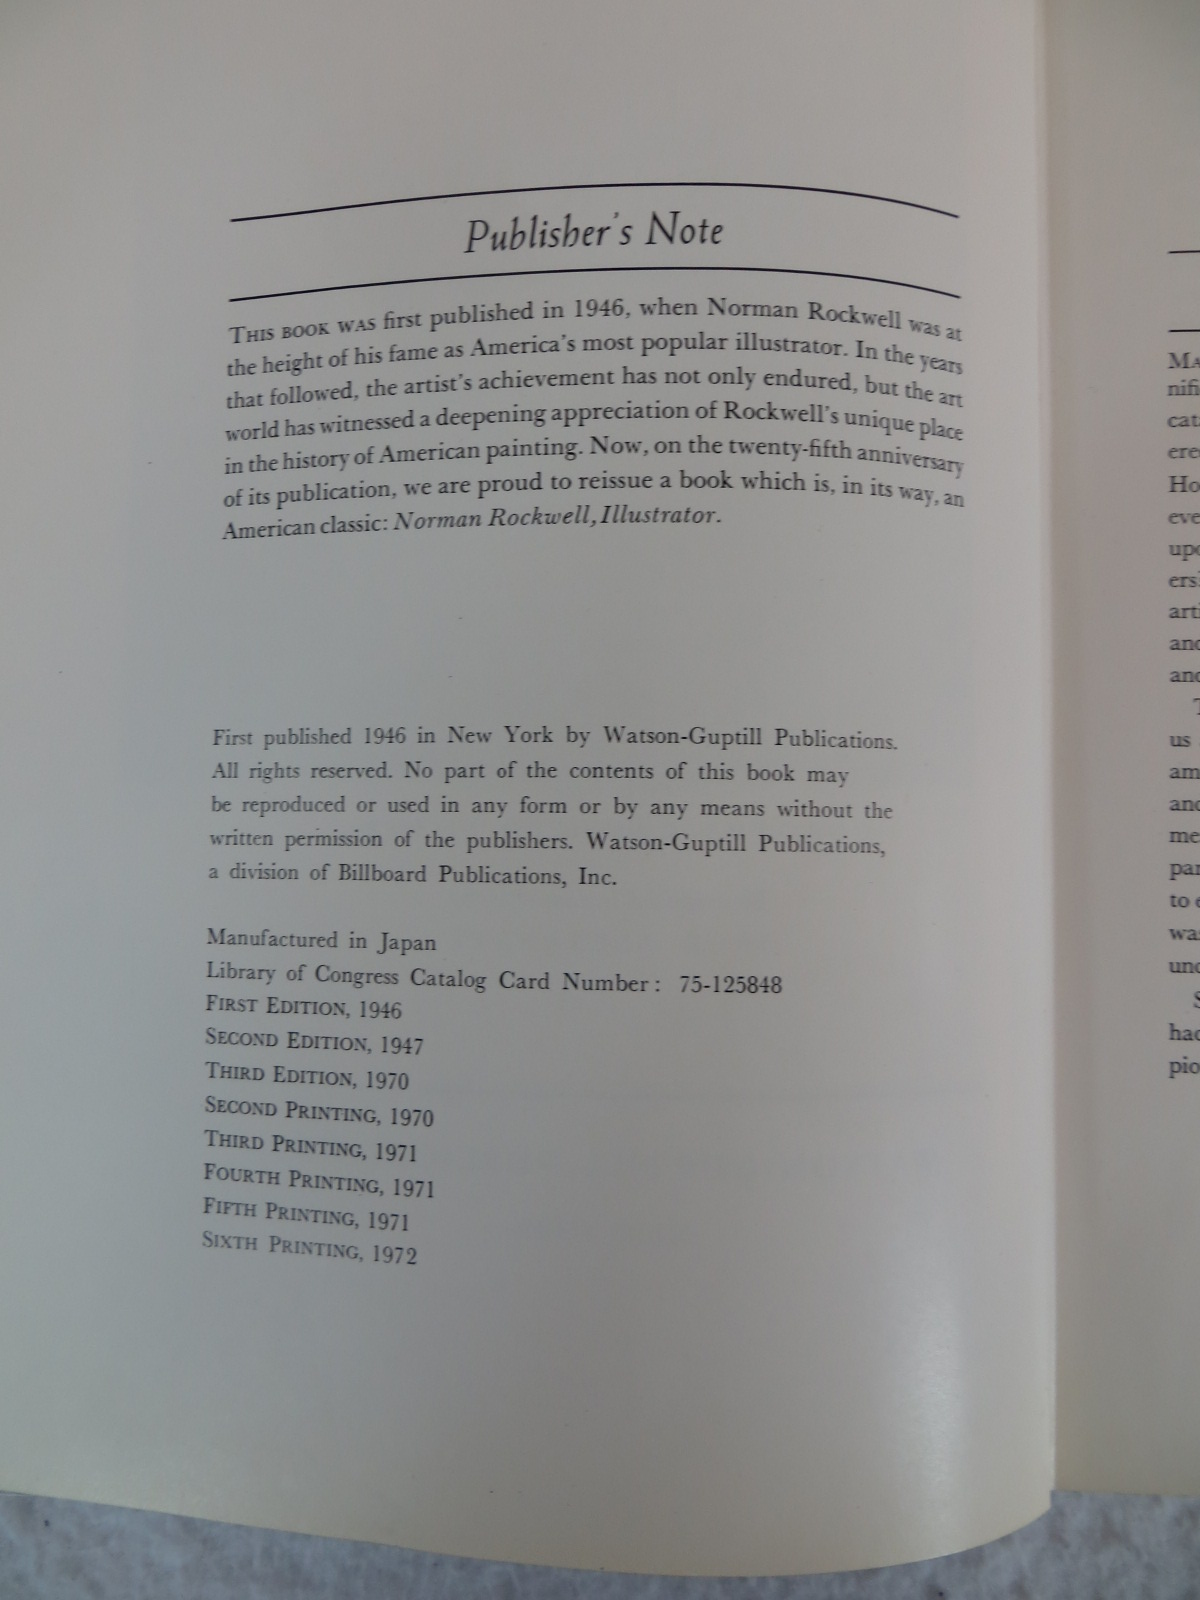 Publisher's Note
THIS BOOK WAS first published in 1946, when Norman Rockwell was at
the height of his fame as America's most popular illustrator. In the years
that followed, the artist's achievement has not only endured, but the art
world has witnessed a deepening appreciation of Rockwell's unique place
in the history of American painting. Now, on the twenty-fifth anniversary
of its publication, we are proud to reissue a book which is, in its way, an
American classic: Norman Rockwell, Illustrator.
First published 1946 in New York by Watson-Guptill Publications.
All rights reserved. No part of the contents of this book may
be reproduced or used in any form or by any means without the
written permission of the publishers. Watson-Guptill Publications,
a division of Billboard Publications, Inc.
Manufactured in Japan
Library of Congress Catalog Card Number: 75-125848
FIRST EDITION, 1946
SECOND EDITION, 1947
THIRD EDITION, 1970
SECOND PRINTING, 1970
THIRD PRINTING, 1971
FOURTH PRINTING, 1971
FIFTH PRINTING, 1971
SIXTH PRINTING, 1972
us
to
was
had